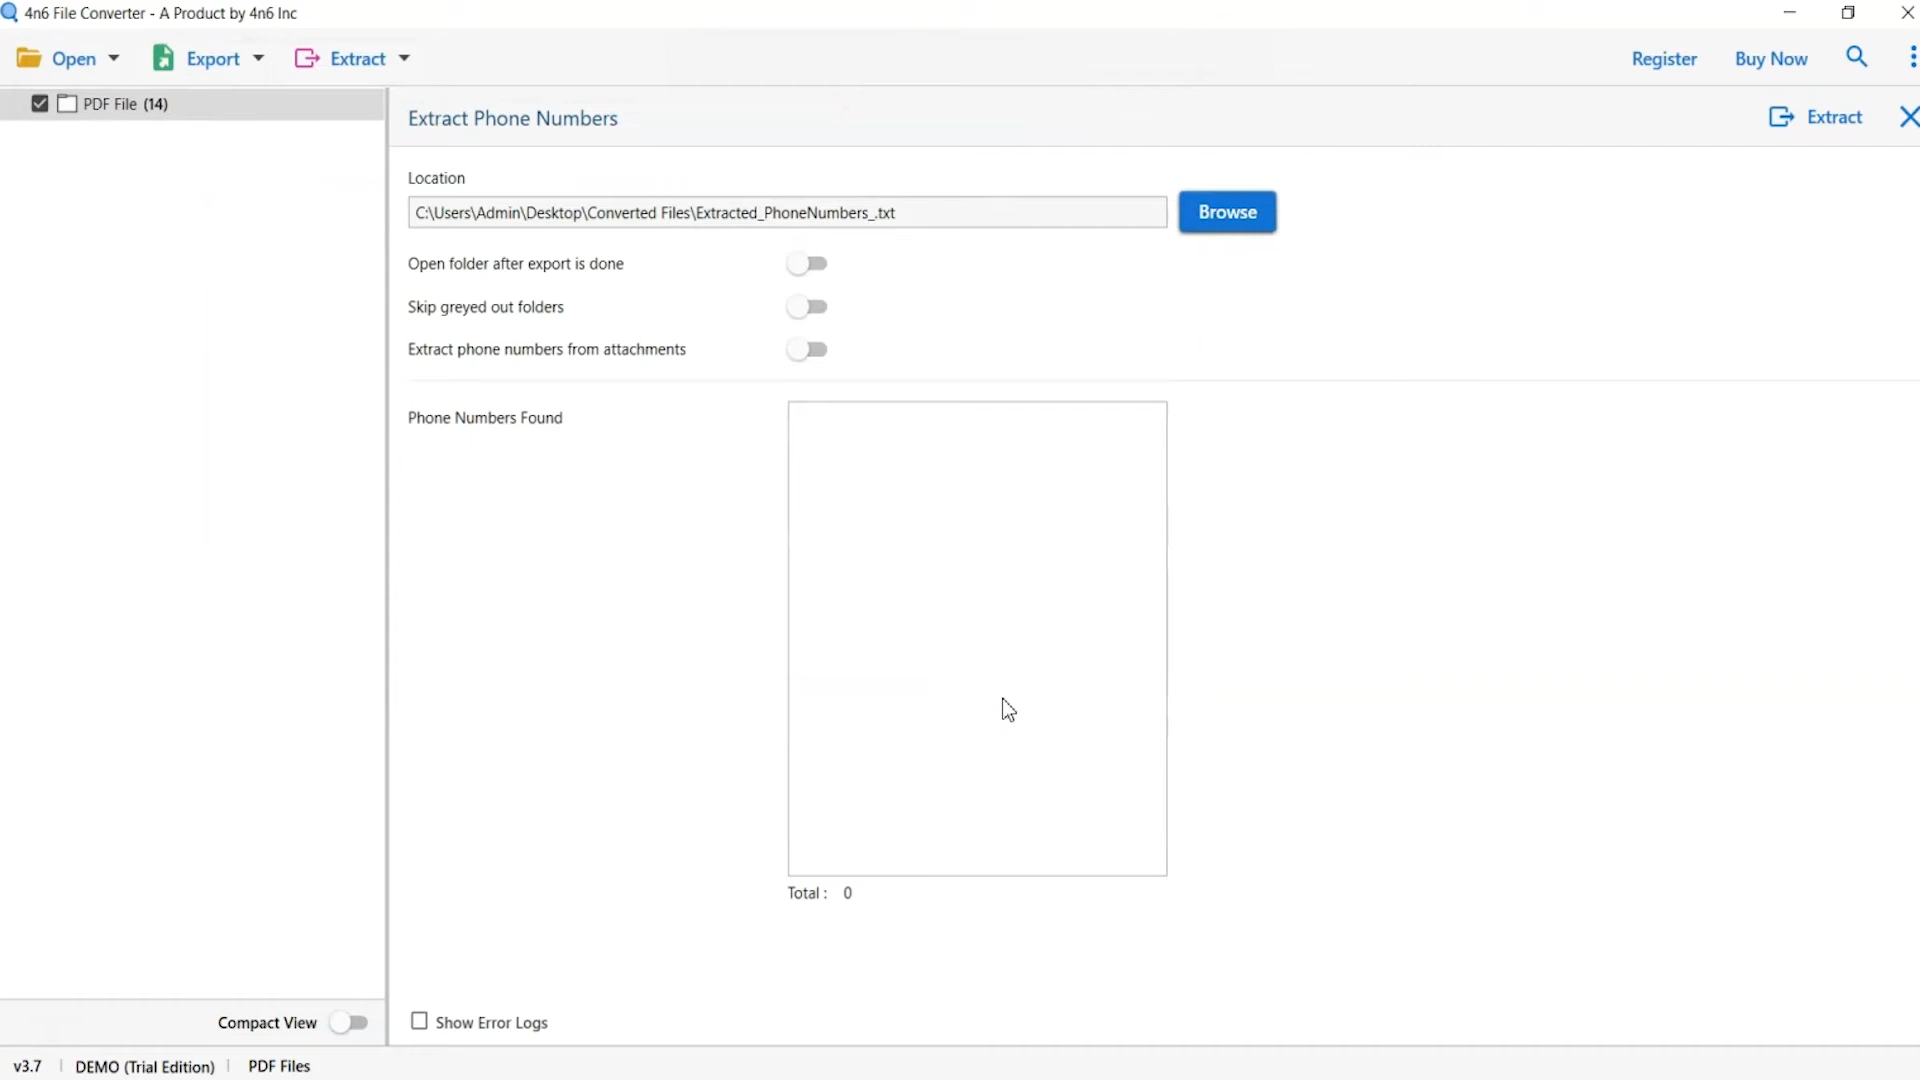 4n6 File Converter - A Product by 4n6 Inc
Open Export Extract Register Buy Now
PDF File (14)
Extract Phone Numbers Extract
Location
C:\Users\Admin\Desktop\Converted Files\Extracted_PhoneNumbers_.txt Browse
Open folder after export is done
Skip greyed out folders
Extract phone numbers from attachments
Phone Numbers Found
Total : 0
Compact View Show Error Logs
v3.7 DEMO (Trial Edition) PDF Files